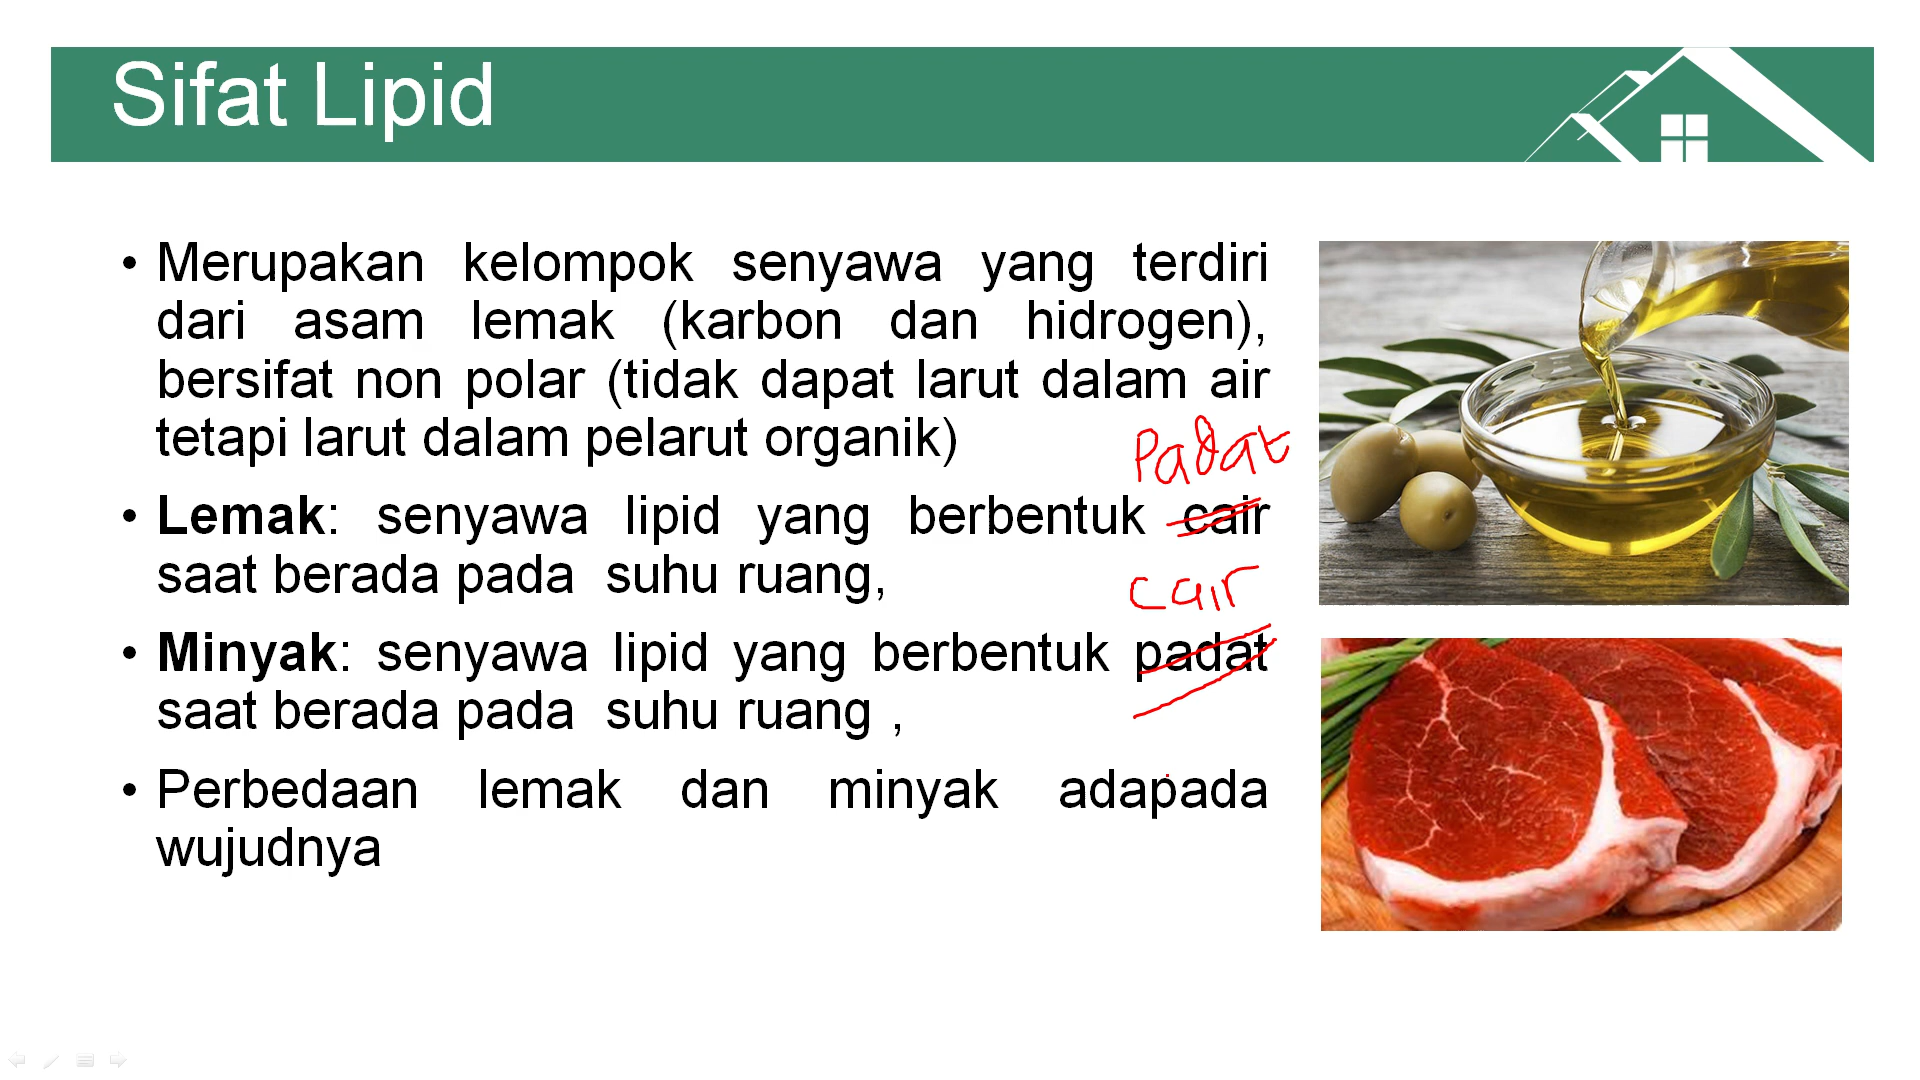 Sifat Lipid
• Merupakan kelompok senyawa yang terdiri
dari asam lemak (karbon dan hidrogen),
bersifat non polar (tidak dapat larut dalam air
tetapi larut dalam pelarut organik)
Padat
• Lemak: senyawa lipid yang berbentuk cair
saat berada pada suhu ruang,
cair
• Minyak: senyawa lipid yang berbentuk padat
saat berada pada suhu ruang ,
• Perbedaan lemak dan minyak adapada
wujudnya